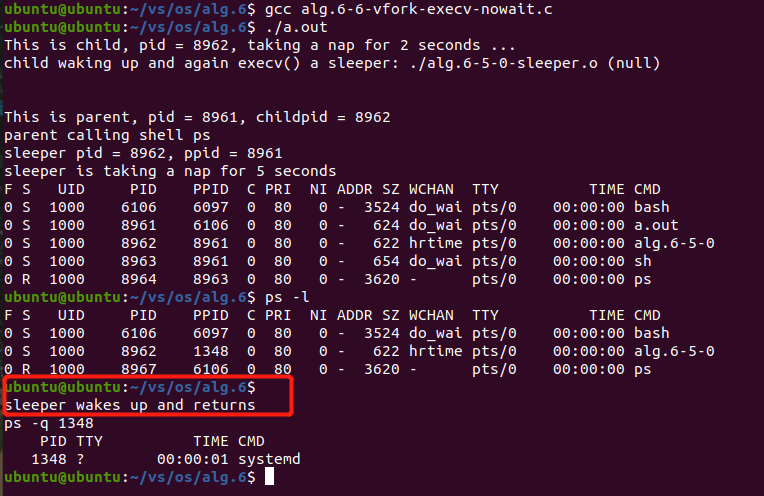 ubuntu@ubuntu:~/vs/os/alg.6$ gcc alg.6-6-vfork-execv-nowait.c
ubuntu@ubuntu:~/vs/os/alg.6$ ./a.out
This is child, pid = 8962, taking a nap for 2 seconds ...
child waking up and again execv() a sleeper: ./alg.6-5-0-sleeper.o (null)
This is parent, pid = 8961, childpid = 8962
parent calling shell ps
sleeper pid = 8962, ppid = 8961
sleeper is taking a nap for 5 seconds
F S   UID     PID    PPID  C PRI  NI ADDR SZ WCHAN  TTY          TIME CMD
0 S  1000    6106    6097  0  80   0 -  3524 do_wai pts/0    00:00:00 bash
0 S  1000    8961    6106  0  80   0 -   624 do_wai pts/0    00:00:00 a.out
0 S  1000    8962    8961  0  80   0 -   622 hrtime pts/0    00:00:00 alg.6-5-0
0 S  1000    8963    8961  0  80   0 -   654 do_wai pts/0    00:00:00 sh
0 R  1000    8964    8963  0  80   0 -  3620 -      pts/0    00:00:00 ps
ubuntu@ubuntu:~/vs/os/alg.6$ ps -l
F S   UID     PID    PPID  C PRI  NI ADDR SZ WCHAN  TTY          TIME CMD
0 S  1000    6106    6097  0  80   0 -  3524 do_wai pts/0    00:00:00 bash
0 S  1000    8962    1348  0  80   0 -   622 hrtime pts/0    00:00:00 alg.6-5-0
0 R  1000    8967    6106  0  80   0 -  3620 -      pts/0    00:00:00 ps
ubuntu@ubuntu:~/vs/os/alg.6$
sleeper wakes up and returns
ps -q 1348
    PID TTY          TIME CMD
   1348 ?        00:00:01 systemd
ubuntu@ubuntu:~/vs/os/alg.6$